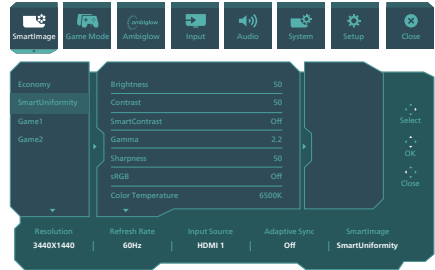 SmartImage
Game Mode
ambiglow
Ambiglow
Input
Audio
System
Setup
Close
Economy
SmartUniformity
Game1
Game2
Brightness 50
Contrast 50
SmartContrast Off
Gamma 2.2
Sharpness 50
sRGB Off
Color Temperature 6500K
Select
OK
Close
Resolution Refresh Rate Input Source Adaptive Sync SmartImage
3440X1440 60Hz HDMI 1 Off SmartUniformity